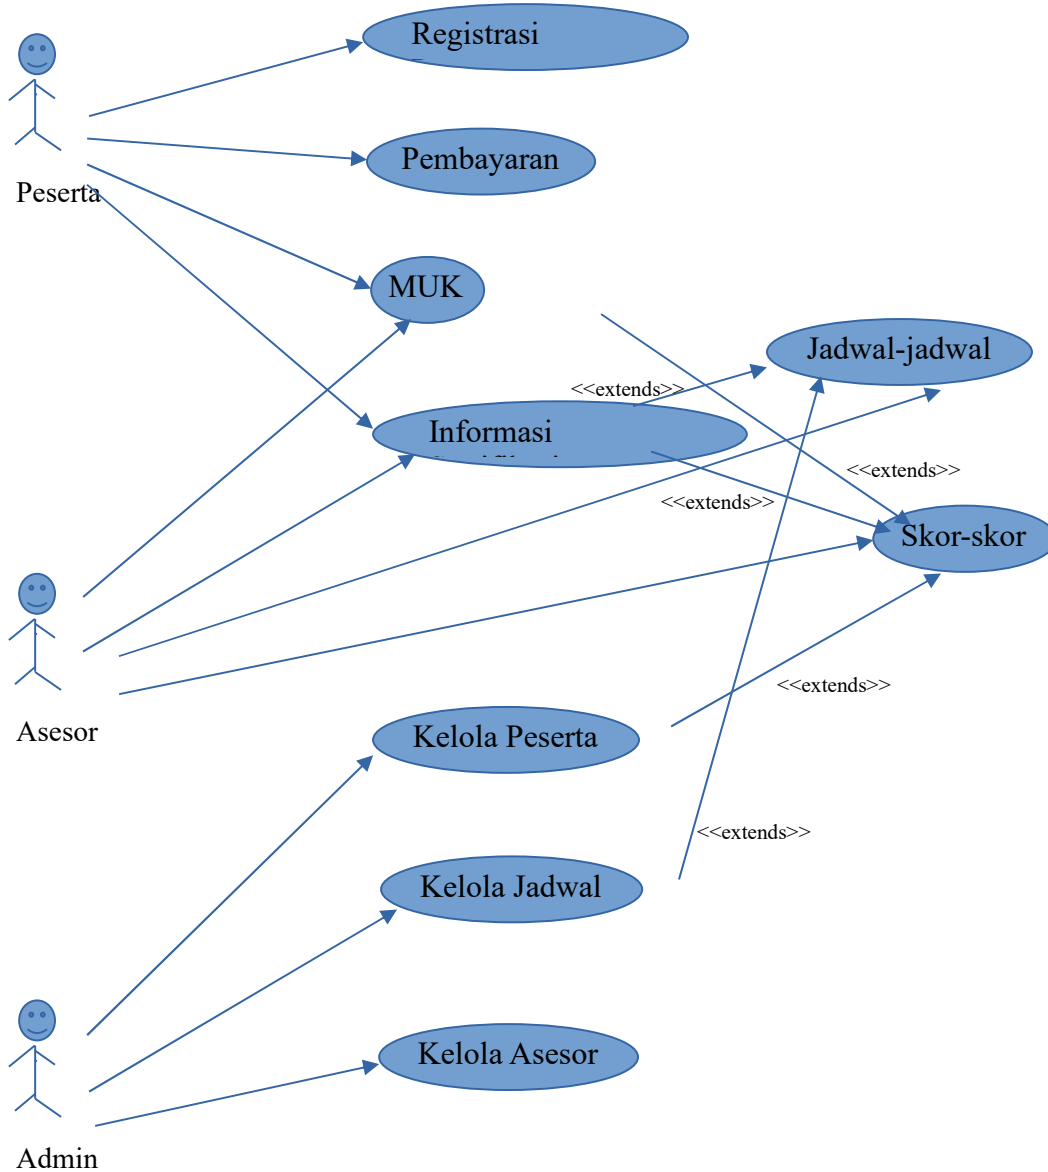 Registrasi
Peserta
Pembayaran
MUK
Jadwal-jadwal
<<extends>>
Informasi
<<extends>>
<<extends>>
Skor-skor
<<extends>>
Asesor
Kelola Peserta
<<extends>>
Kelola Jadwal
Kelola Asesor
Admin